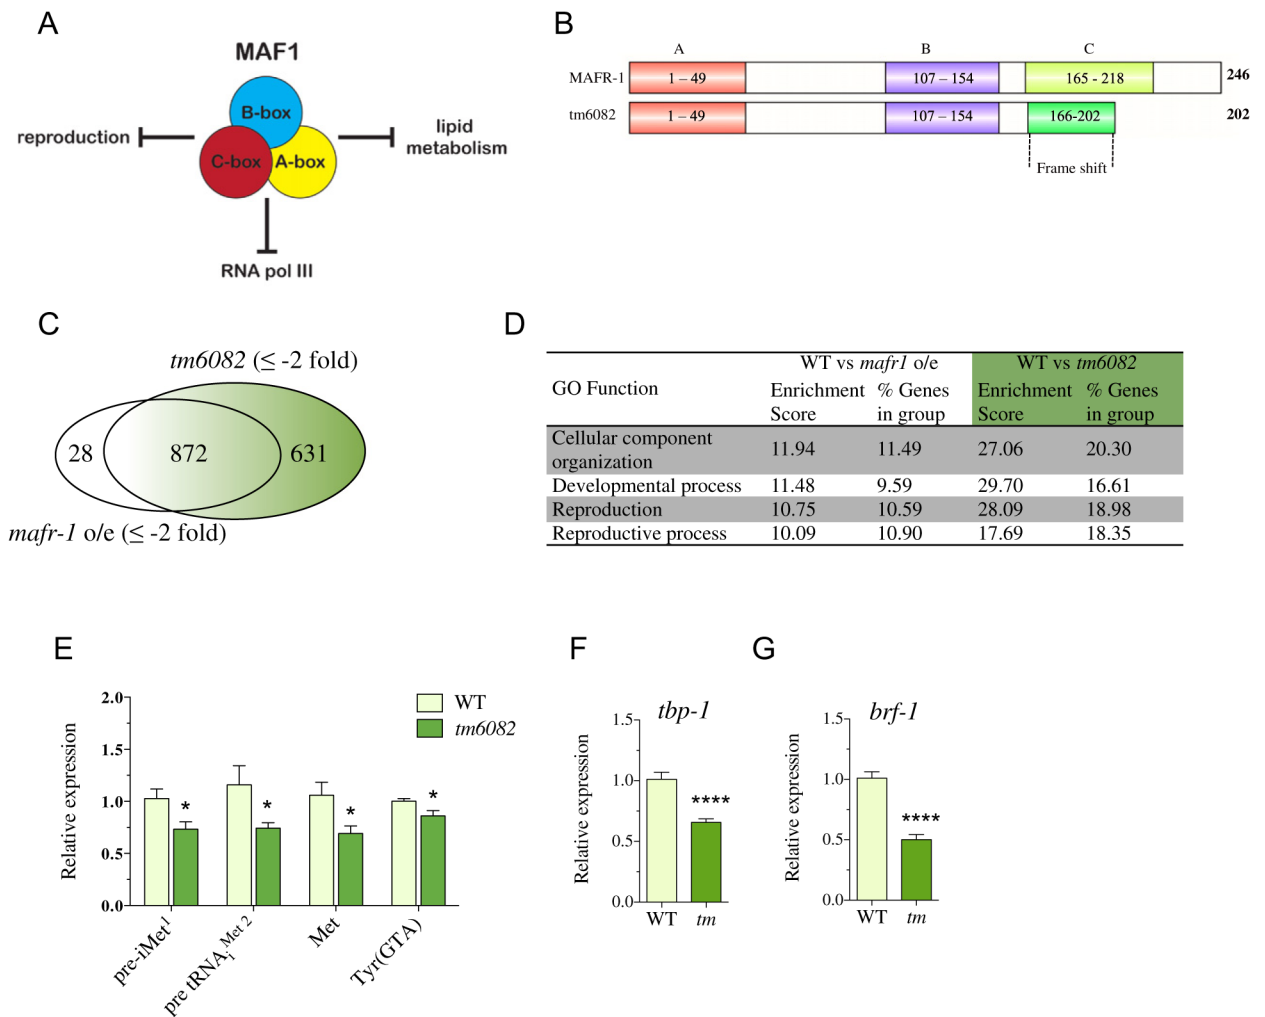 A
MAF1
B-box
C-box
A-box
reproduction
lipid
metabolism
RNA pol III
B
A B C
MAFR-1 1 – 49 107 – 154 165 - 218 246
tm6082 1 – 49 107 – 154 166-202 202
Frame shift
C
tm6082 (≤ -2 fold)
28 872 631
mafr-1 o/e (≤ -2 fold)
D
WT vs mafr1 o/e WT vs tm6082
GO Function Enrichment Score % Genes in group Enrichment Score % Genes in group
Cellular component organization 11.94 11.49 27.06 20.30
Developmental process 11.48 9.59 29.70 16.61
Reproduction 10.75 10.59 28.09 18.98
Reproductive process 10.09 10.90 17.69 18.35
E
WT
tm6082
Relative expression
2.0
1.5
1.0
0.5
0.0
* * * *
pre-iMet¹
pre tRNAᵢMet 2
Met
Tyr(GTA)
F
tbp-1
Relative expression
1.5
1.0
0.5
0.0
****
WT tm
G
brf-1
Relative expression
1.5
1.0
0.5
0.0
****
WT tm